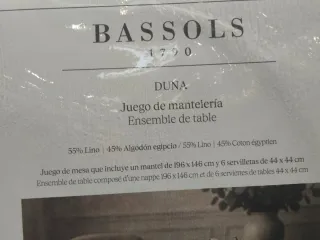 BASSOLS
1790
DUNA
Juego de mantelería
Ensemble de table
55% Lino | 45% Algodón egipcio / 55% Lino | 45% Coton égyptien
Juego de mesa que incluye un mantel de 196 x 146 cm y 6 servilletas de 44 x 44 cm
Ensemble de table composé d'une nappe 196 x 146 cm et de 6 serviettes de tables 44 x 44 cm